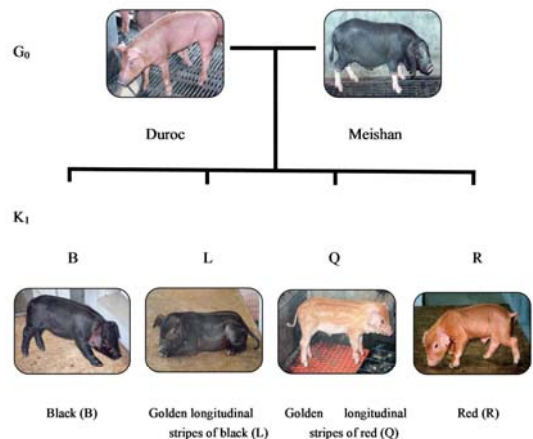 G0
Duroc
Meishan
K1
B
L
Q
R
Black (B)
Golden longitudinal
stripes of black (L)
Golden longitudinal
stripes of red (Q)
Red (R)